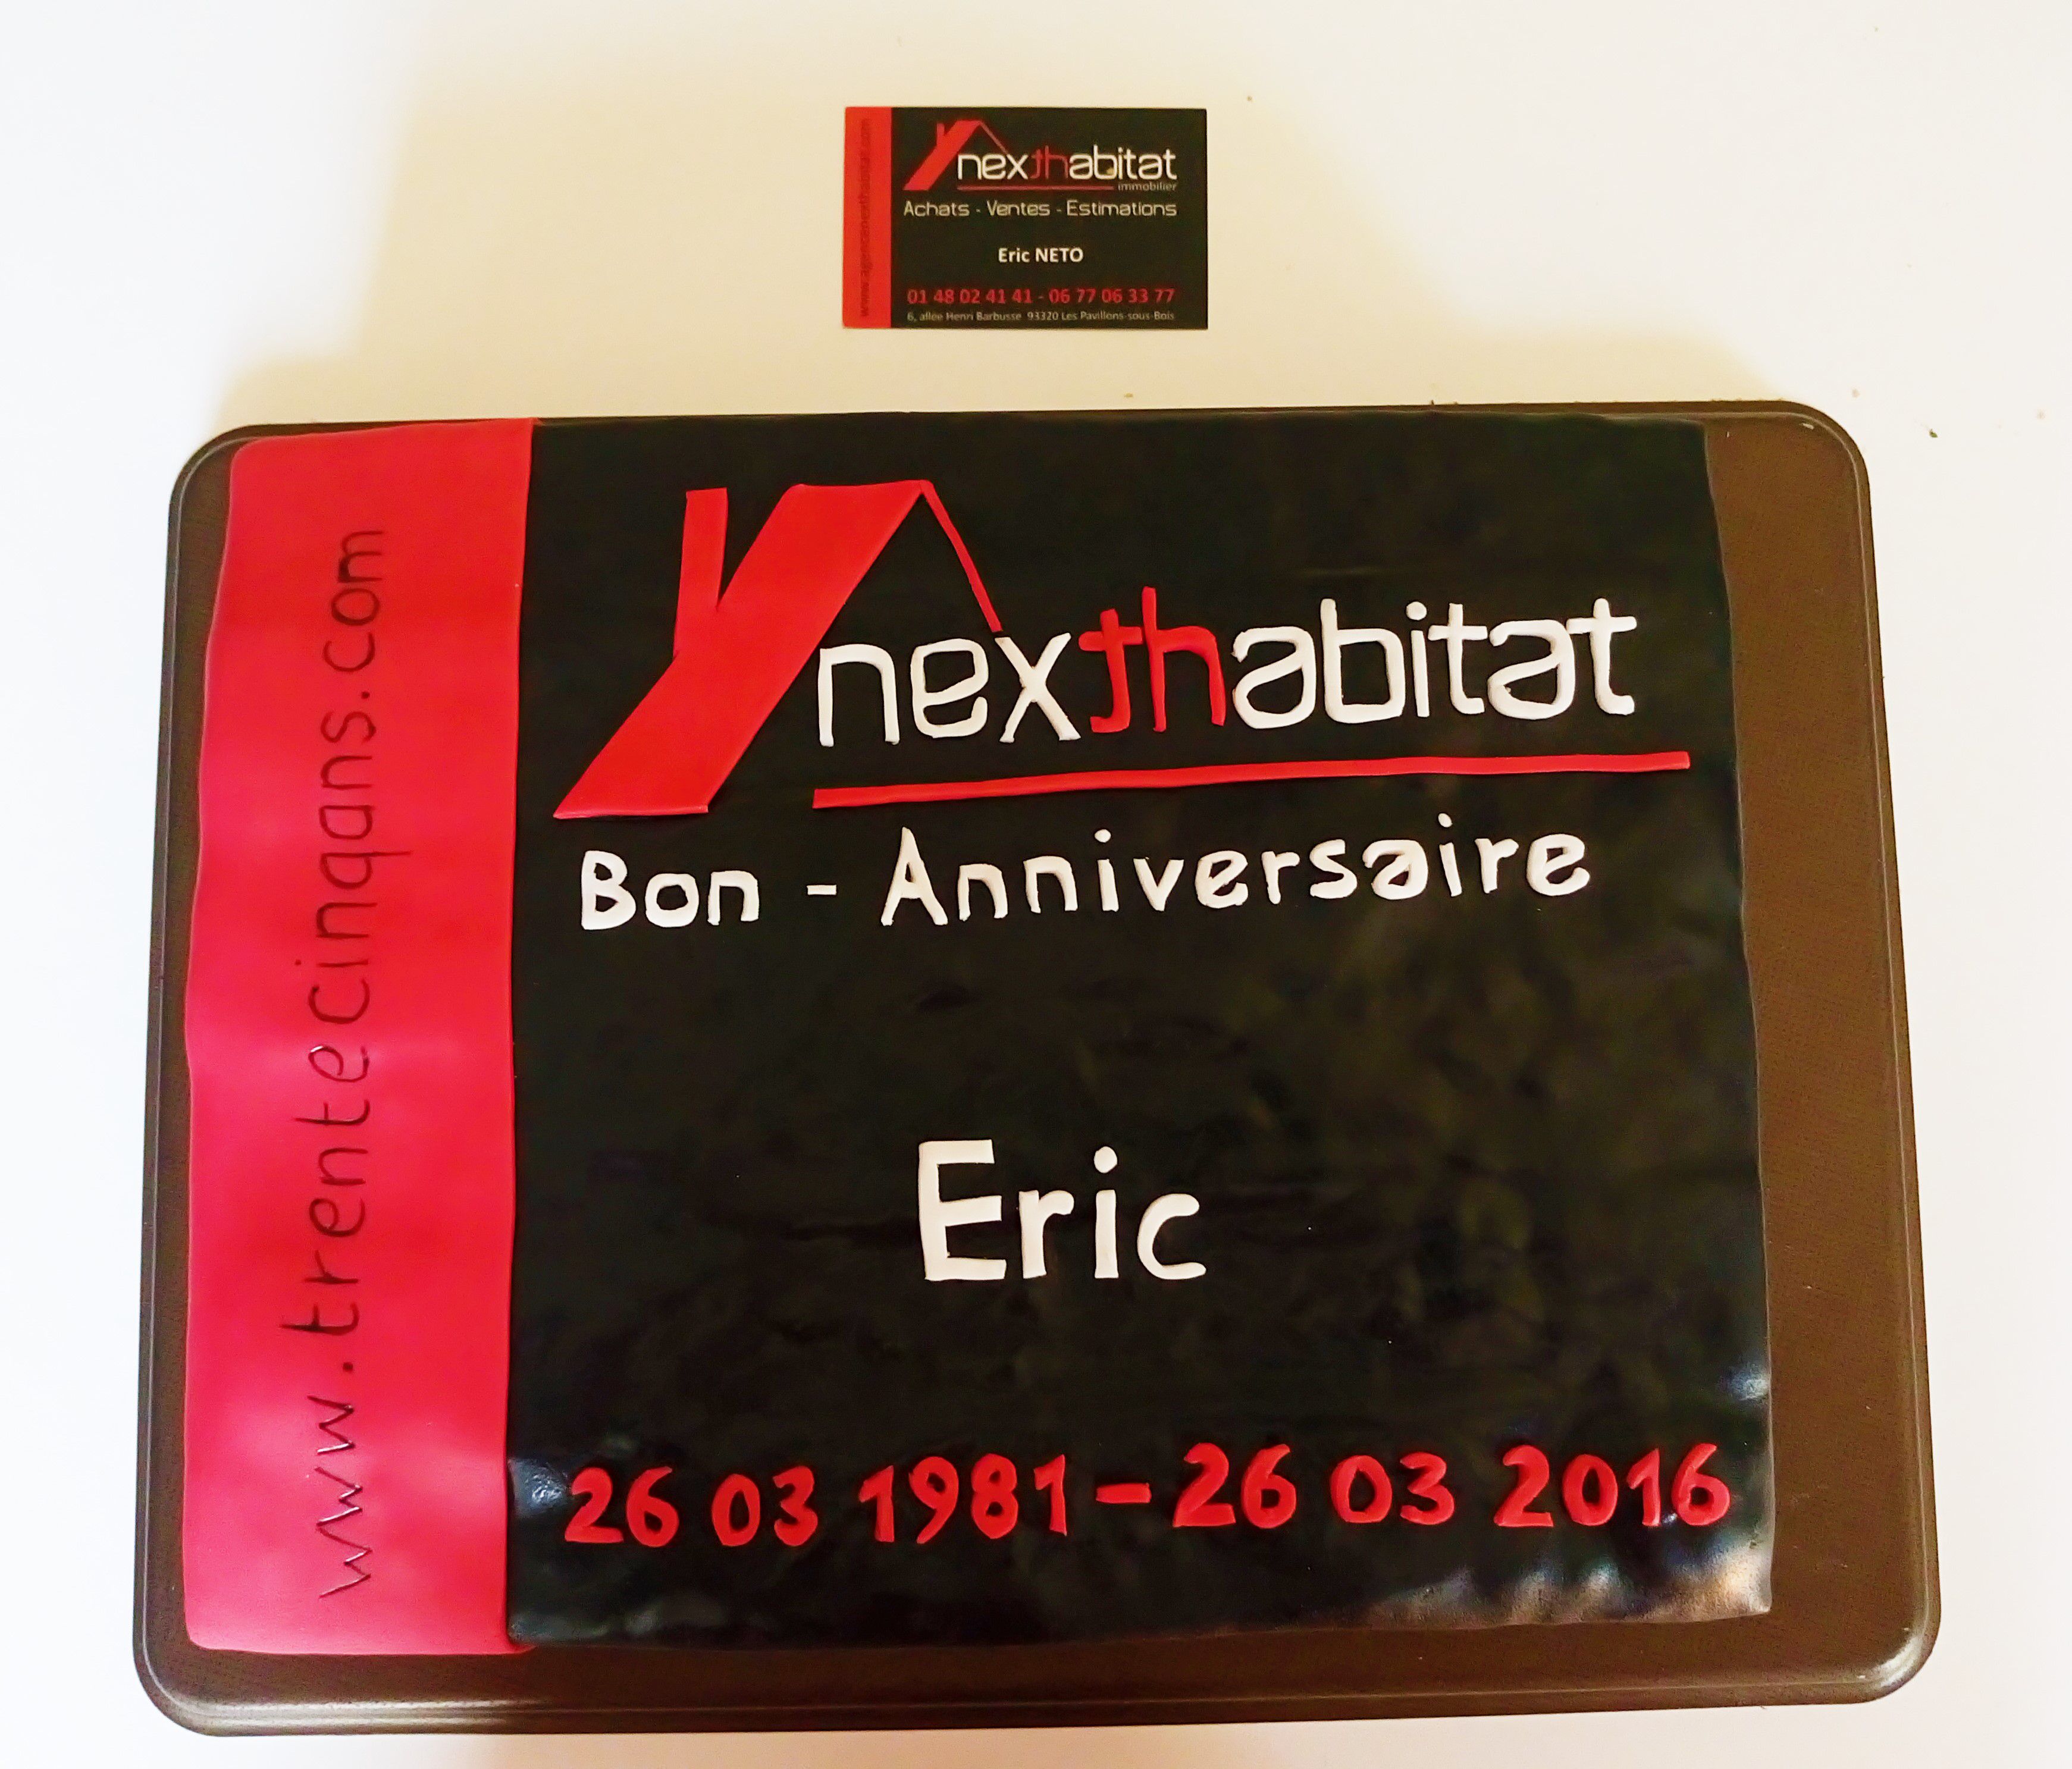 nexthabitat
immobilier
Achats - Ventes - Estimations
Eric NETO
01 48 02 41 41 - 06 77 06 33 77
6, allée Henri Barbusse 93320 Les Pavillons-sous-Bois
www.trentecinqans.com
nexthabitat
Bon - Anniversaire
Eric
26 03 1981 - 26 03 2016